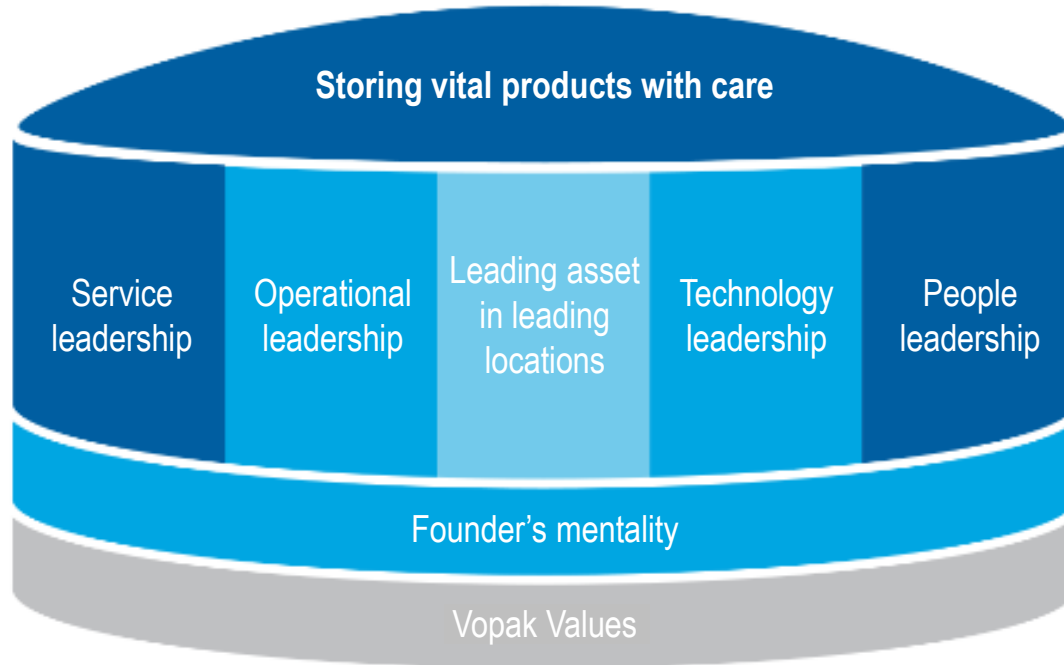 Storing vital products with care
Service
leadership
Operational
leadership
Leading asset
in leading
locations
Technology
leadership
People
leadership
Founder’s mentality
Vopak Values